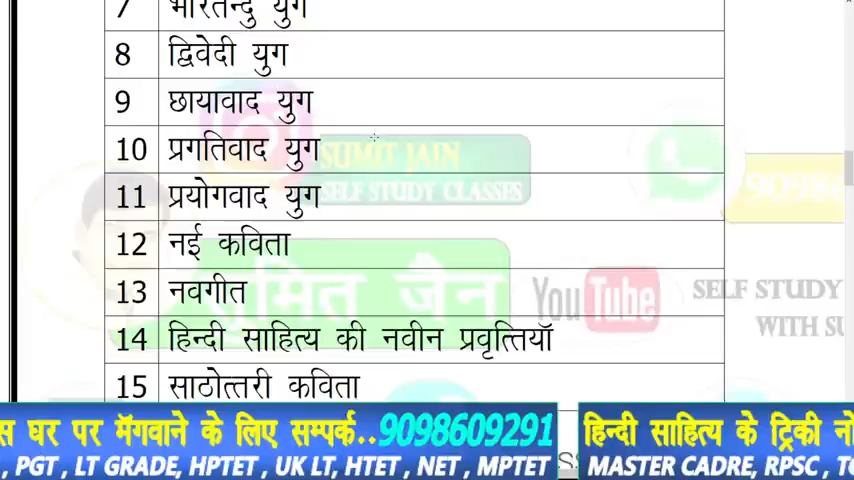 7 भारतेन्दु युग
8 द्विवेदी युग
9 छायावाद युग
10 प्रगतिवाद युग
SUMIT JAIN
SELF STUDY CLASSES
90986
11 प्रयोगवाद युग
12 नई कविता
13 नवगीत
सुमित जैन
YouTube
SELF STUDY
WITH SU
14 हिन्दी साहित्य की नवीन प्रवृत्तियॉ
15 साठोत्तरी कविता
स घर पर मॅगवाने के लिए सम्पर्क..9098609291 हिन्दी साहित्य के ट्रिकी नो
, PGT , LT GRADE, HPTET , UK LT, HTET , NET , MPTET MASTER CADRE, RPSC , TG